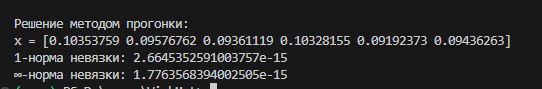 Решение методом прогонки:
x = [0.10353759 0.09576762 0.09361119 0.10328155 0.09192373 0.09436263]
1-норма невязки: 2.6645352591003757e-15
∞-норма невязки: 1.7763568394002505e-15